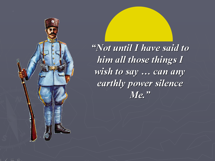 “Not until I have said to
him all those things I
wish to say … can any
earthly power silence
Me.”